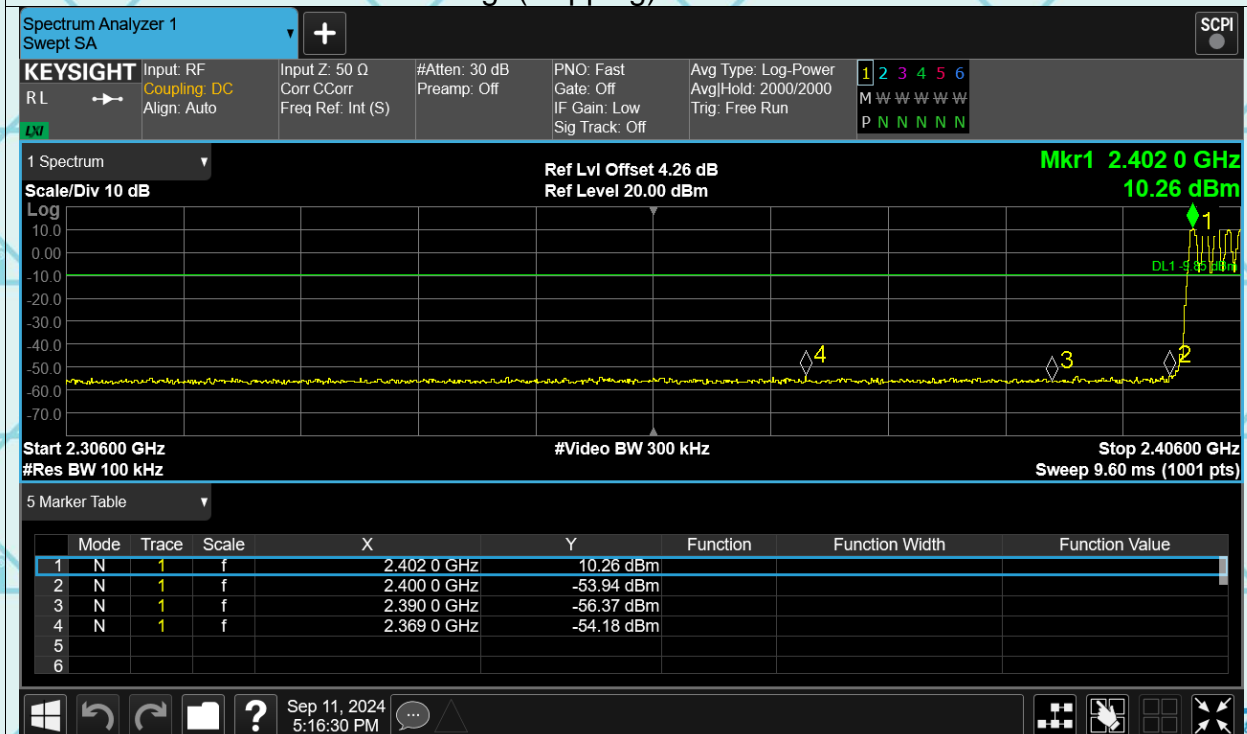 Spectrum Analyzer 1
Swept SA
+
SCPI
KEYSIGHT
R L
LXI
Input: RF
Coupling: DC
Align: Auto
Input Z: 50 Ω
Corr CCorr
Freq Ref: Int (S)
#Atten: 30 dB
Preamp: Off
PNO: Fast
Gate: Off
IF Gain: Low
Sig Track: Off
Avg Type: Log-Power
Avg|Hold: 2000/2000
Trig: Free Run
1 2 3 4 5 6
M W W W W W W
P N N N N N N
1 Spectrum
Scale/Div 10 dB
Ref Lvl Offset 4.26 dB
Ref Level 20.00 dBm
Mkr1 2.402 0 GHz
10.26 dBm
Log
10.0
0.00
-10.0
-20.0
-30.0
-40.0
-50.0
-60.0
-70.0
1
DL1 -9.85 dBm
4
3
2
Start 2.30600 GHz
#Res BW 100 kHz
#Video BW 300 kHz
Stop 2.40600 GHz
Sweep 9.60 ms (1001 pts)
5 Marker Table
Mode Trace Scale X Y Function Function Width Function Value
1 N 1 f 2.402 0 GHz 10.26 dBm
2 N 1 f 2.400 0 GHz -53.94 dBm
3 N 1 f 2.390 0 GHz -56.37 dBm
4 N 1 f 2.369 0 GHz -54.18 dBm
5
6
?
Sep 11, 2024
5:16:30 PM